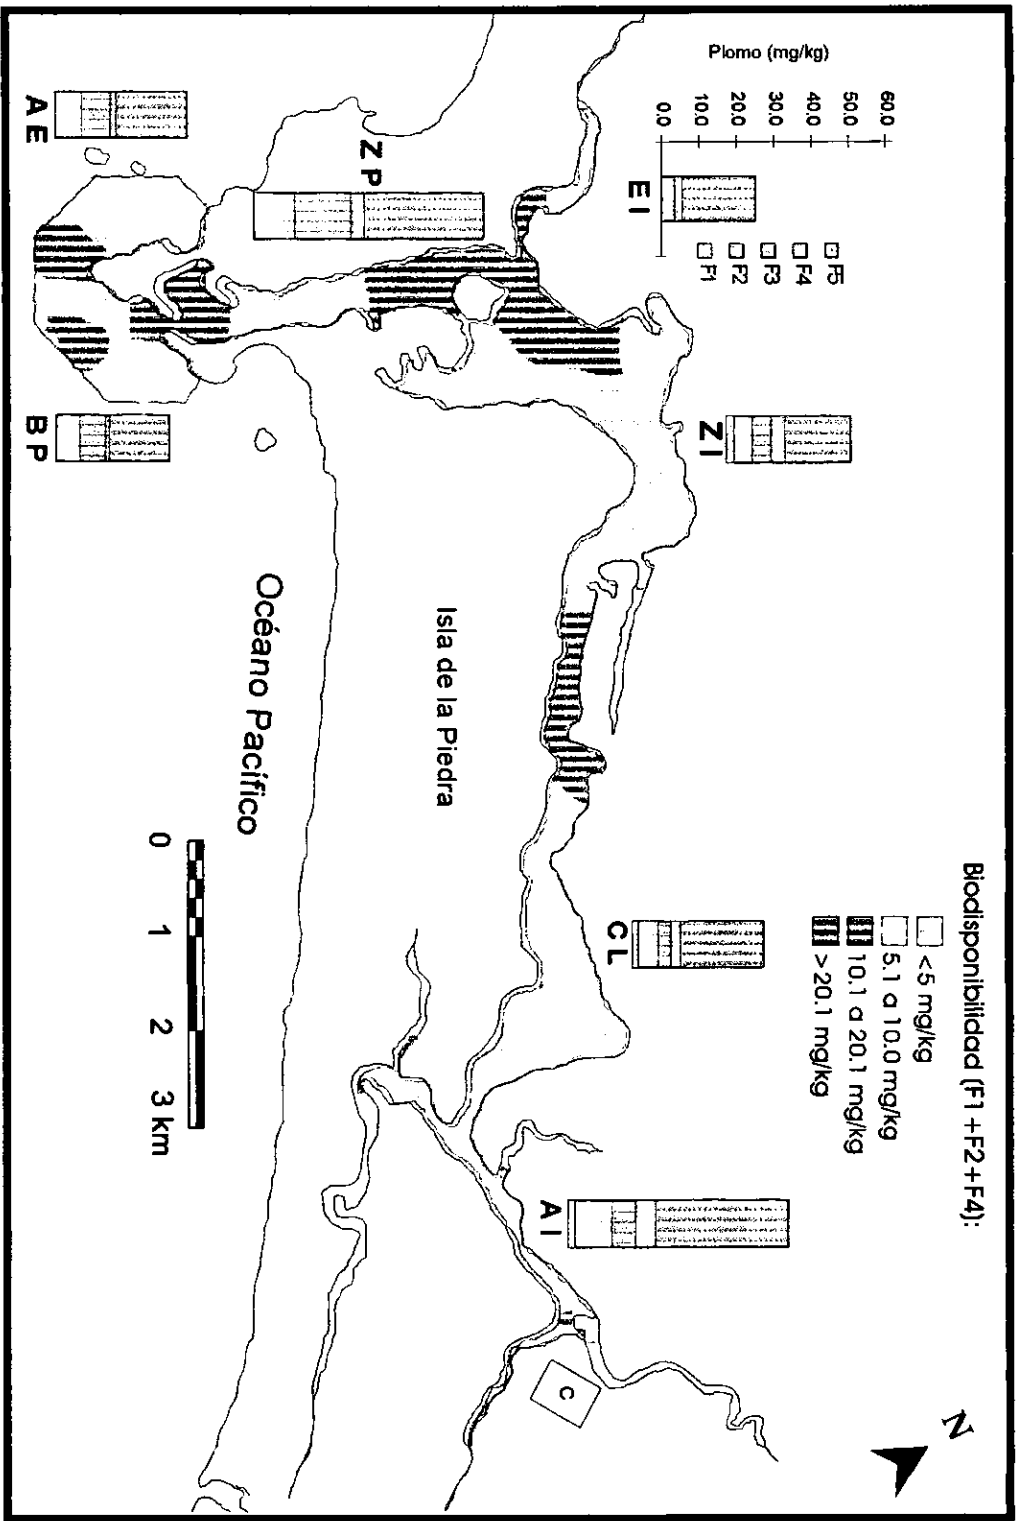 Plomo (mg/kg)
60.0
50.0
40.0
30.0
20.0
10.0
0.0
E I
F5
F4
F3
F2
F1
Z I
C L
A I
Z P
A E
B P
Biodisponibilidad (F1+F2+F4):
<5 mg/kg
5.1 a 10.0 mg/kg
10.1 a 20.1 mg/kg
>20.1 mg/kg
N
C
Isla de la Piedra
Océano Pacífico
0 1 2 3 km